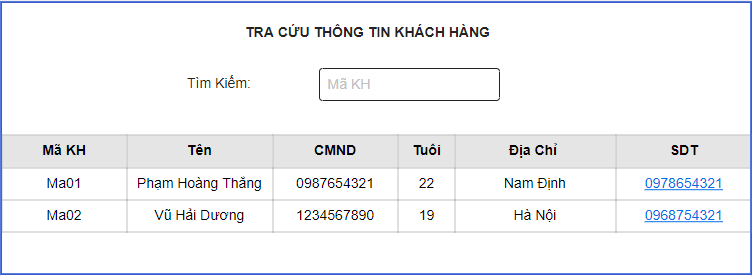 TRA CỨU THÔNG TIN KHÁCH HÀNG
Tìm Kiếm: Mã KH
Mã KH Tên CMND Tuôi Địa Chỉ SDT
Ma01 Phạm Hoàng Thăng 0987654321 22 Nam Định 0978654321
Ma02 Vũ Hải Dương 1234567890 19 Hà Nội 0968754321